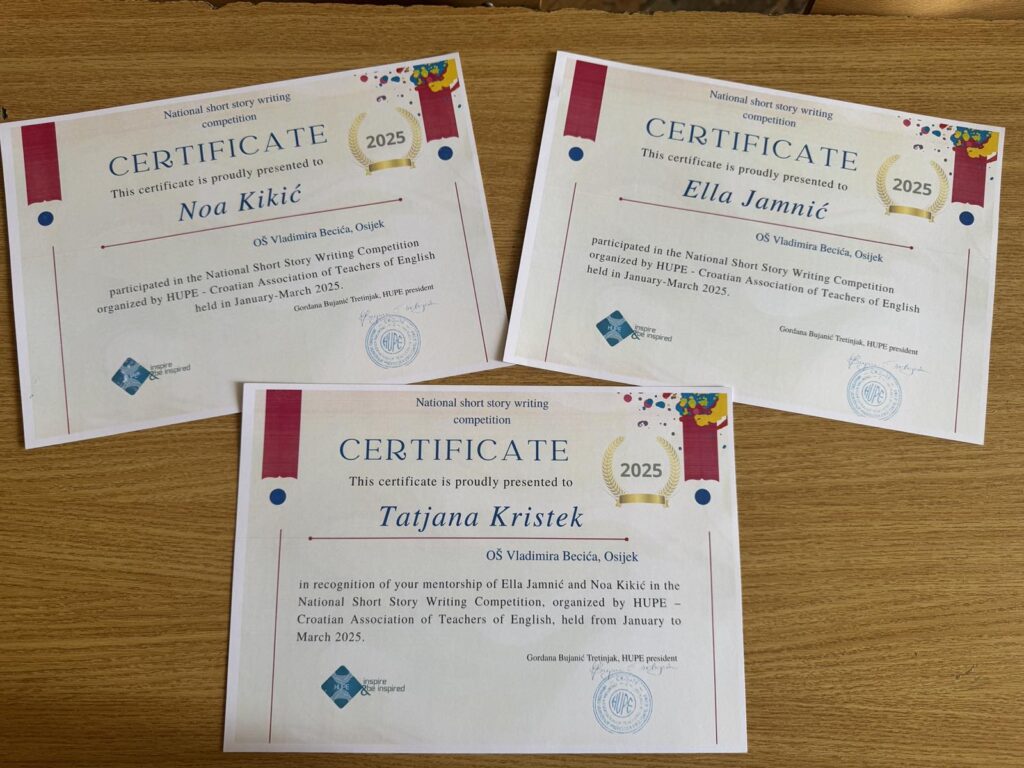 National short story writing
competition
CERTIFICATE
2025
This certificate is proudly presented to
Noa Kikić
OŠ Vladimira Becića, Osijek
participated in the National Short Story Writing Competition
organized by HUPE - Croatian Association of Teachers of English
held in January-March 2025.
Gordana Bujanić Tretinjak, HUPE president
inspire
& be inspired
HUPE
National short story writing
competition
CERTIFICATE
2025
This certificate is proudly presented to
Ella Jamnić
OŠ Vladimira Becića, Osijek
participated in the National Short Story Writing Competition
organized by HUPE - Croatian Association of Teachers of English
held in January-March 2025.
Gordana Bujanić Tretinjak, HUPE president
HUPE
inspire
& be inspired
HUPE
National short story writing
competition
CERTIFICATE
2025
This certificate is proudly presented to
Tatjana Kristek
OŠ Vladimira Becića, Osijek
in recognition of your mentorship of Ella Jamnić and Noa Kikić in the
National Short Story Writing Competition, organized by HUPE –
Croatian Association of Teachers of English, held from January to
March 2025.
Gordana Bujanić Tretinjak, HUPE president
HUPE
inspire
& be inspired
HUPE